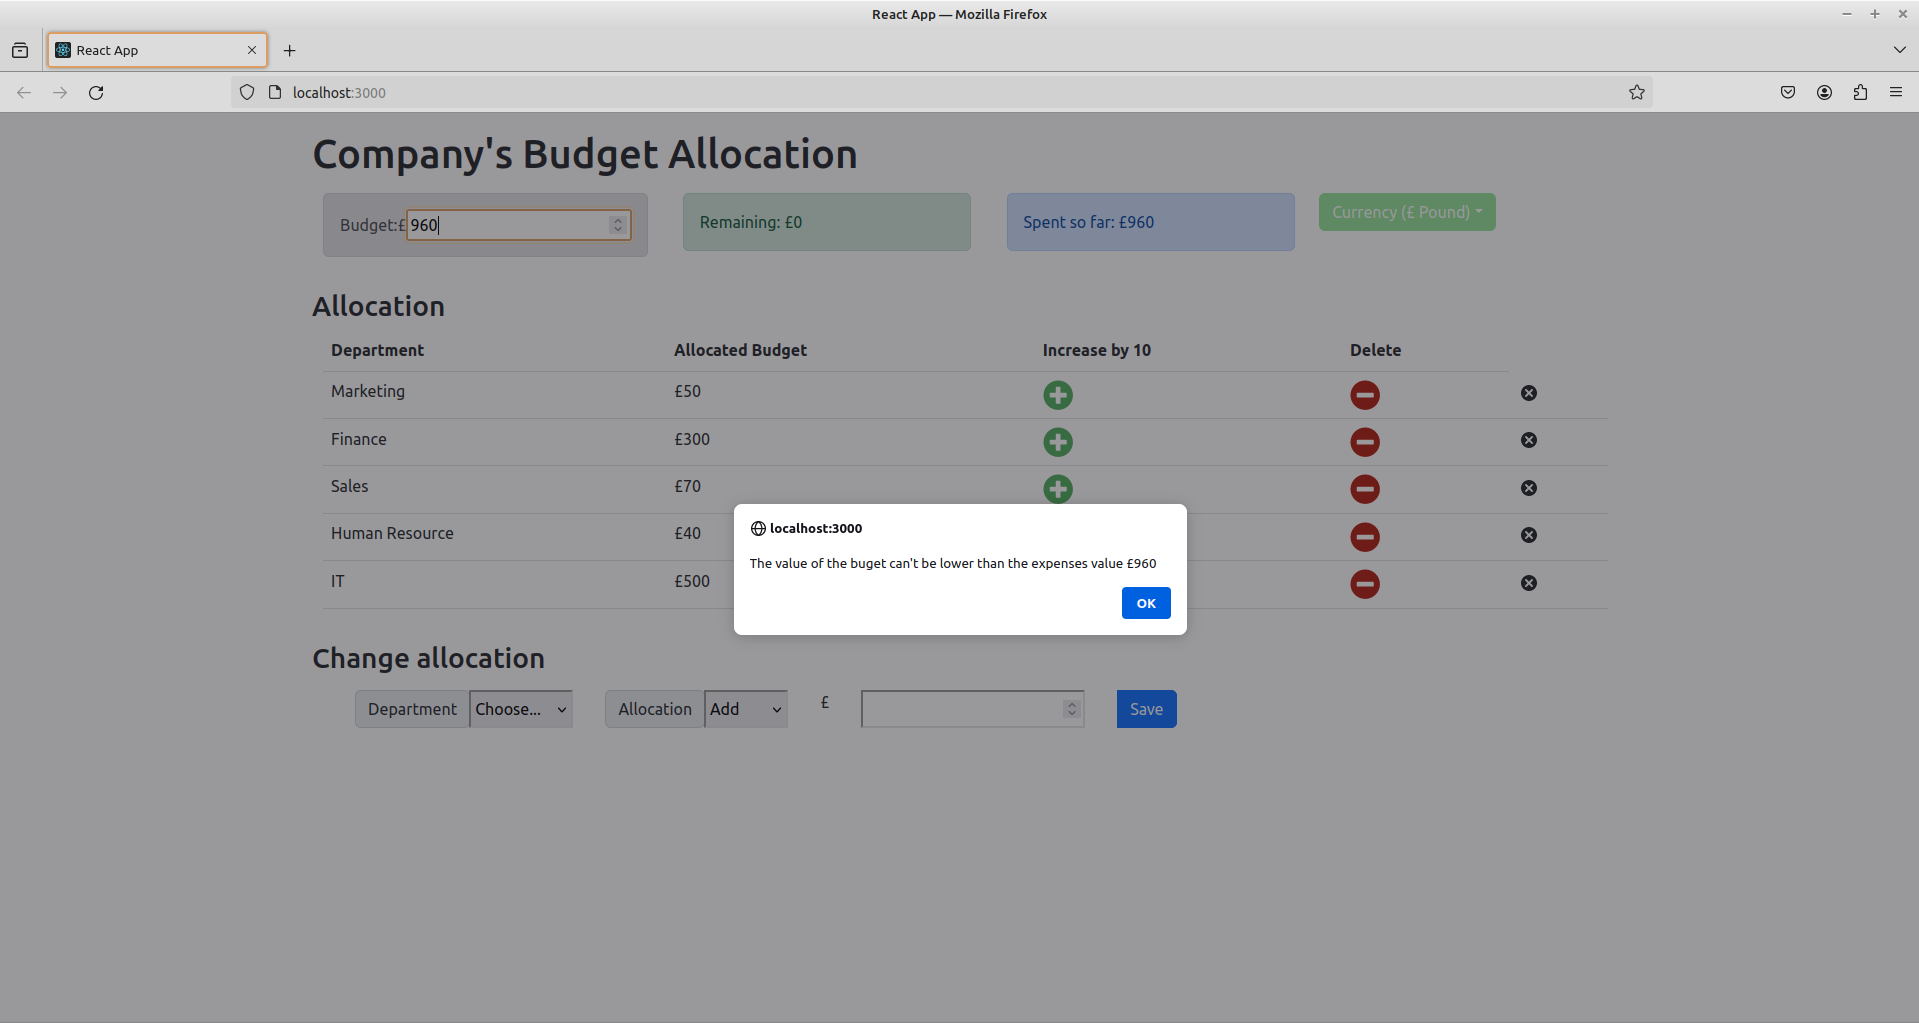 React App — Mozilla Firefox
React App
localhost:3000
Company's Budget Allocation
Budget:£ 960
Remaining: £0
Spent so far: £960
Currency (£ Pound)
Allocation
Department Allocated Budget Increase by 10 Delete
Marketing £50
Finance £300
Sales £70
Human Resource £40
IT £500
localhost:3000
The value of the buget can't be lower than the expenses value £960
OK
Change allocation
Department Choose... Allocation Add £ Save